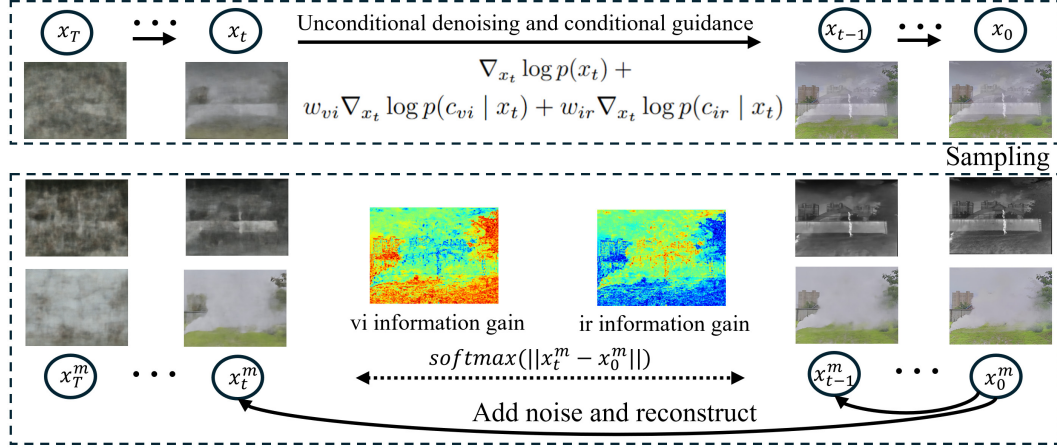 x_T • • • x_t Unconditional denoising and conditional guidance x_{t−1} • • • x_0
∇_{x_t} log p(x_t) +
w_{vi}∇_{x_t} log p(c_{vi} | x_t) + w_{ir}∇_{x_t} log p(c_{ir} | x_t)
Sampling
vi information gain ir information gain
softmax(||x_t^m − x_0^m||)
x_T^m • • • x_t^m x_{t−1}^m • • • x_0^m
Add noise and reconstruct